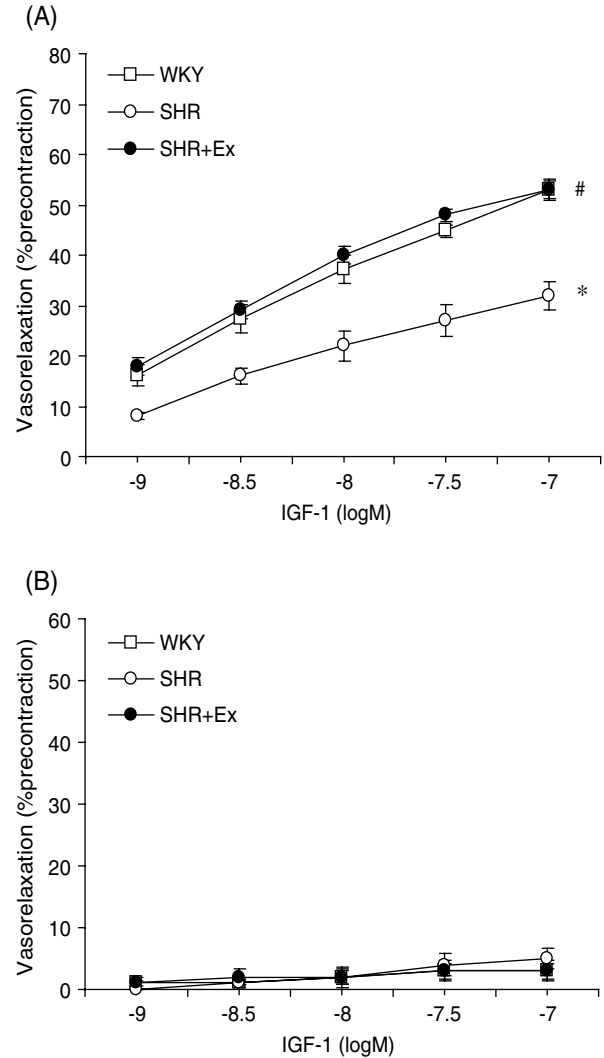 (A)
80
70
60
50
40
30
20
10
0
Vasorelaxation (%precontraction)
WKY
SHR
SHR+Ex
#
*
-9 -8.5 -8 -7.5 -7
IGF-1 (logM)
(B)
60
50
40
30
20
10
0
Vasorelaxation (%precontraction)
WKY
SHR
SHR+Ex
-9 -8.5 -8 -7.5 -7
IGF-1 (logM)